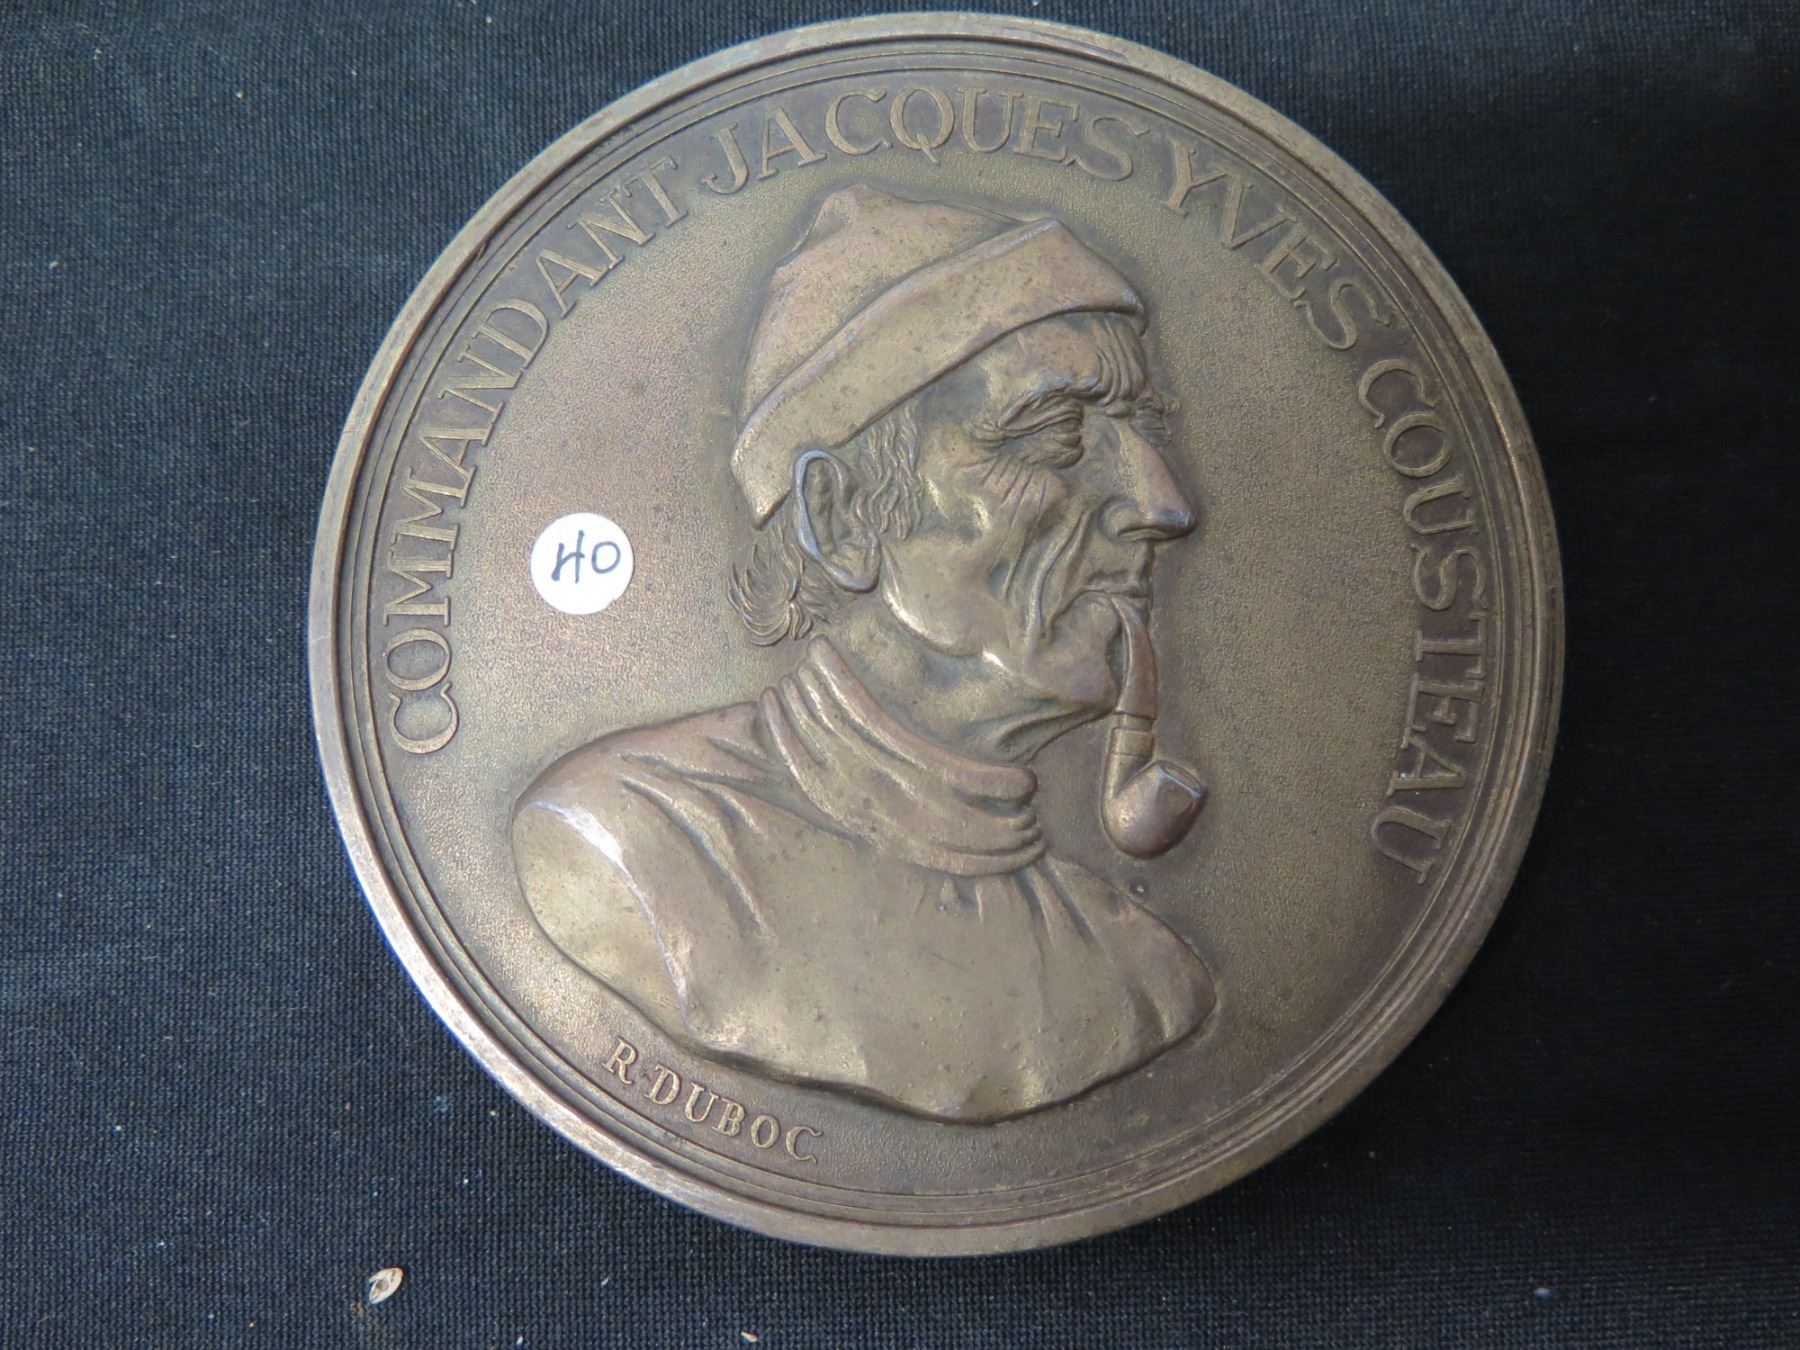 COMMANDANT JACQUES YVES COUSTEAU
HO
R·DUBOC